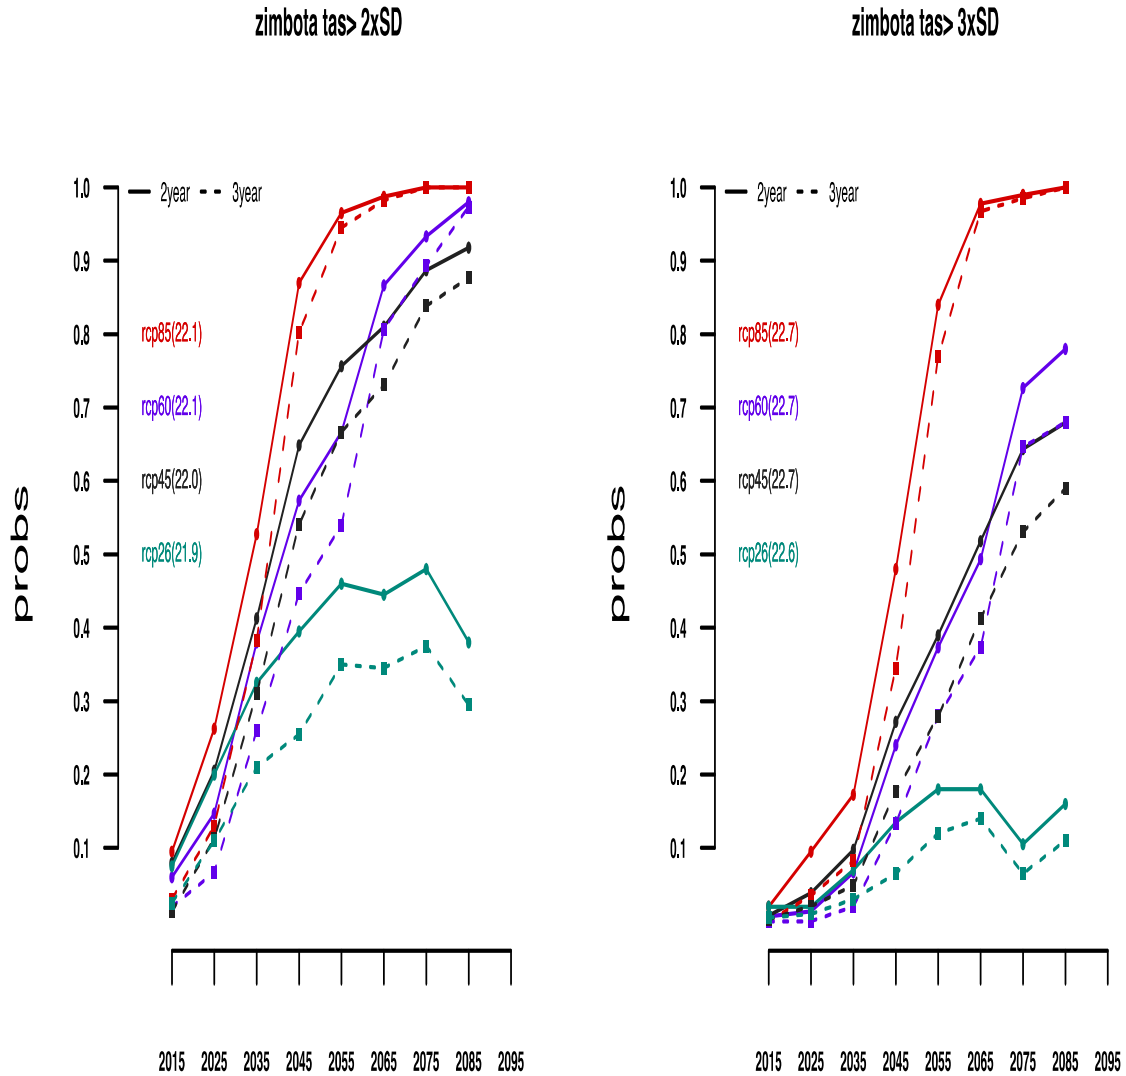 zimbota tas> 2xSD
2year 3year
1.0
0.9
0.8
0.7
0.6
0.5
0.4
0.3
0.2
0.1
probs
rcp85(22.1)
rcp60(22.1)
rcp45(22.0)
rcp26(21.9)
2015 2025 2035 2045 2055 2065 2075 2085 2095
zimbota tas> 3xSD
2year 3year
1.0
0.9
0.8
0.7
0.6
0.5
0.4
0.3
0.2
0.1
probs
rcp85(22.7)
rcp60(22.7)
rcp45(22.7)
rcp26(22.6)
2015 2025 2035 2045 2055 2065 2075 2085 2095